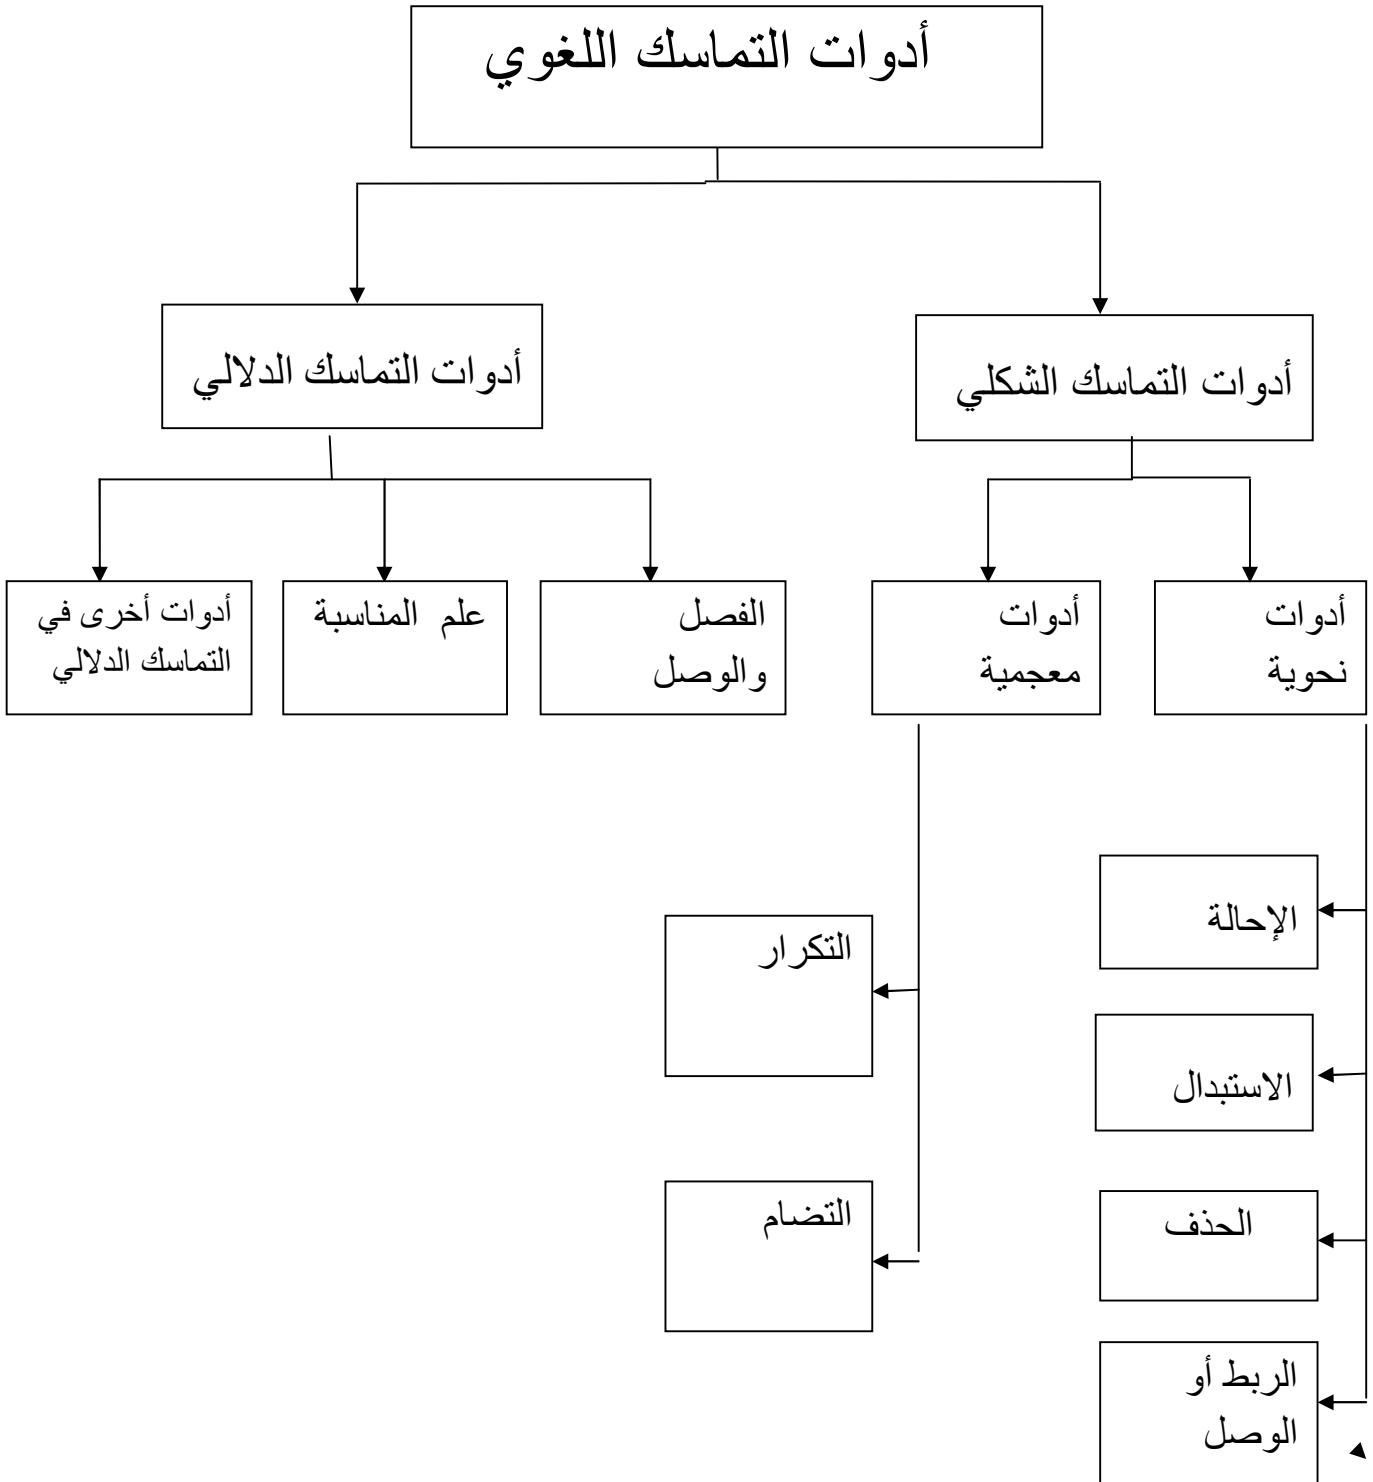 أدوات التماسك اللغوي
أدوات التماسك الشكلي
أدوات التماسك الدلالي
أدوات
نحوية
أدوات
معجمية
الفصل
والوصل
علم المناسبة
أدوات أخرى في
التماسك الدلالي
الإحالة
الاستبدال
الحذف
الربط أو
الوصل
التكرار
التضام